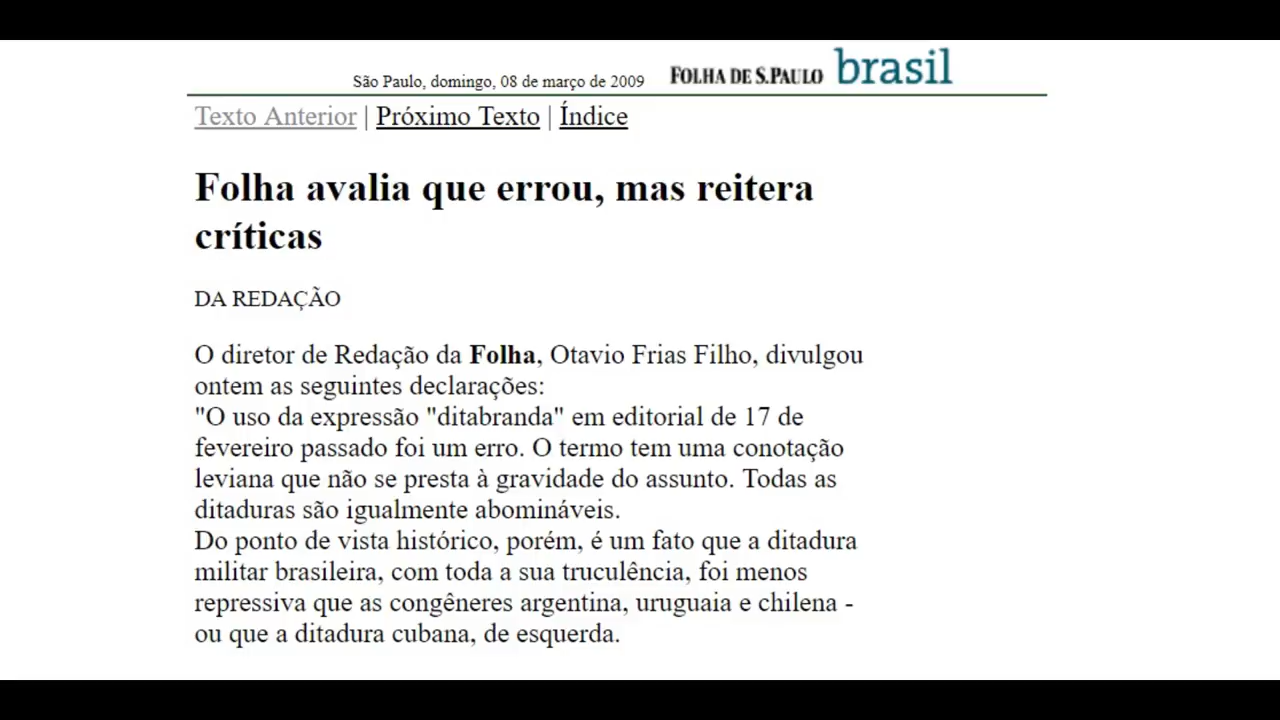 São Paulo, domingo, 08 de março de 2009 FOLHA DE S.PAULO brasil
Texto Anterior | Próximo Texto | Índice
Folha avalia que errou, mas reitera
críticas
DA REDAÇÃO
O diretor de Redação da Folha, Otavio Frias Filho, divulgou
ontem as seguintes declarações:
"O uso da expressão "ditabranda" em editorial de 17 de
fevereiro passado foi um erro. O termo tem uma conotação
leviana que não se presta à gravidade do assunto. Todas as
ditaduras são igualmente abomináveis.
Do ponto de vista histórico, porém, é um fato que a ditadura
militar brasileira, com toda a sua truculência, foi menos
repressiva que as congêneres argentina, uruguaia e chilena -
ou que a ditadura cubana, de esquerda.